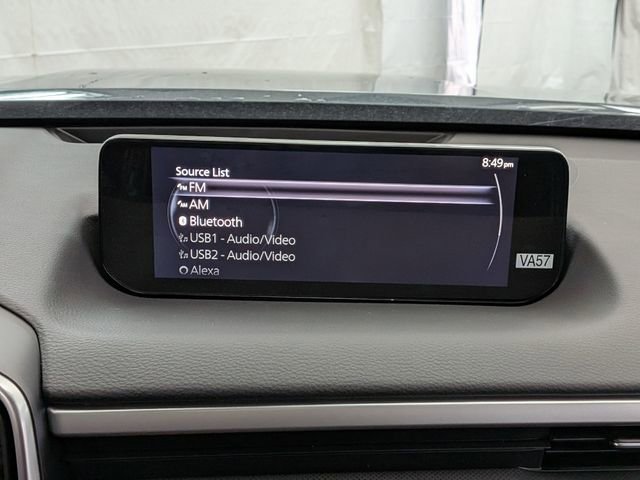 8:49pm
Source List
FM
AM
Bluetooth
USB1 - Audio/Video
USB2 - Audio/Video
Alexa
VA57